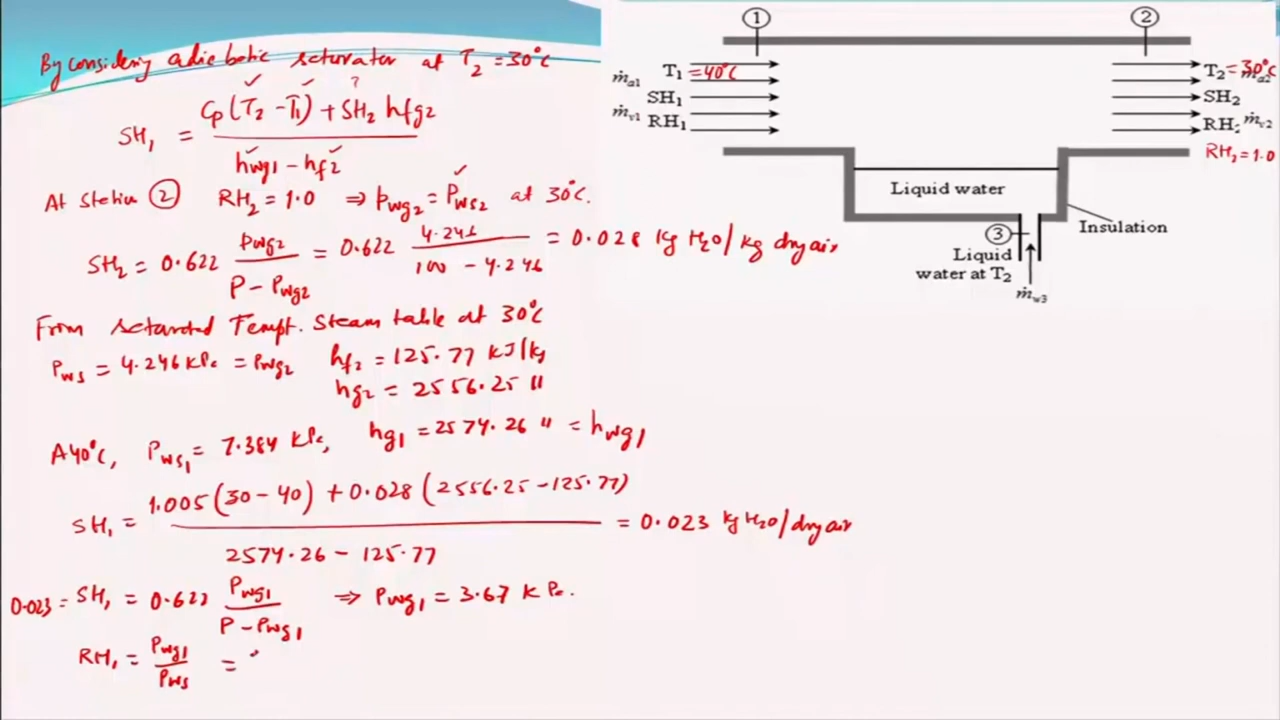 By considering adiabatic saturator at T₂ = 30°C
SH₁ = (Cp(T₂ - T₁) + SH₂ hfg₂) / (hwg₁ - hf₂)
?
At Station ② RH₂ = 1.0 ⇒ Pwg₂ = Pws₂ at 30°C.
SH₂ = 0.622 Pwg₂ / (P - Pwg₂) = 0.622 4.246 / (100 - 4.246) = 0.028 kg H₂O/kg dry air
From saturated Tempt. Steam table at 30°C
Pws = 4.246 kPa = Pwg₂ hf₂ = 125.77 kJ/kg
hg₂ = 2556.25 "
A 40°C, Pws₁ = 7.384 kPa, hg₁ = 2574.26 " = hwg₁
SH₁ = (1.005(30 - 40) + 0.028(2556.25 - 125.77)) / (2574.26 - 125.77) = 0.023 kg H₂O/dry air
0.023 = SH₁ = 0.622 Pwg₁ / (P - Pwg₁) ⇒ Pwg₁ = 3.67 kPa.
RH₁ = Pwg₁ / Pws =
① ②
ṁa1 T₁ = 40°C
SH₁
ṁv1 RH₁
T₂ = 30°C ṁa2
SH₂
RH₂ ṁv2
RH₂ = 1.0
Liquid water
Insulation
③
Liquid
water at T₂
ṁw3